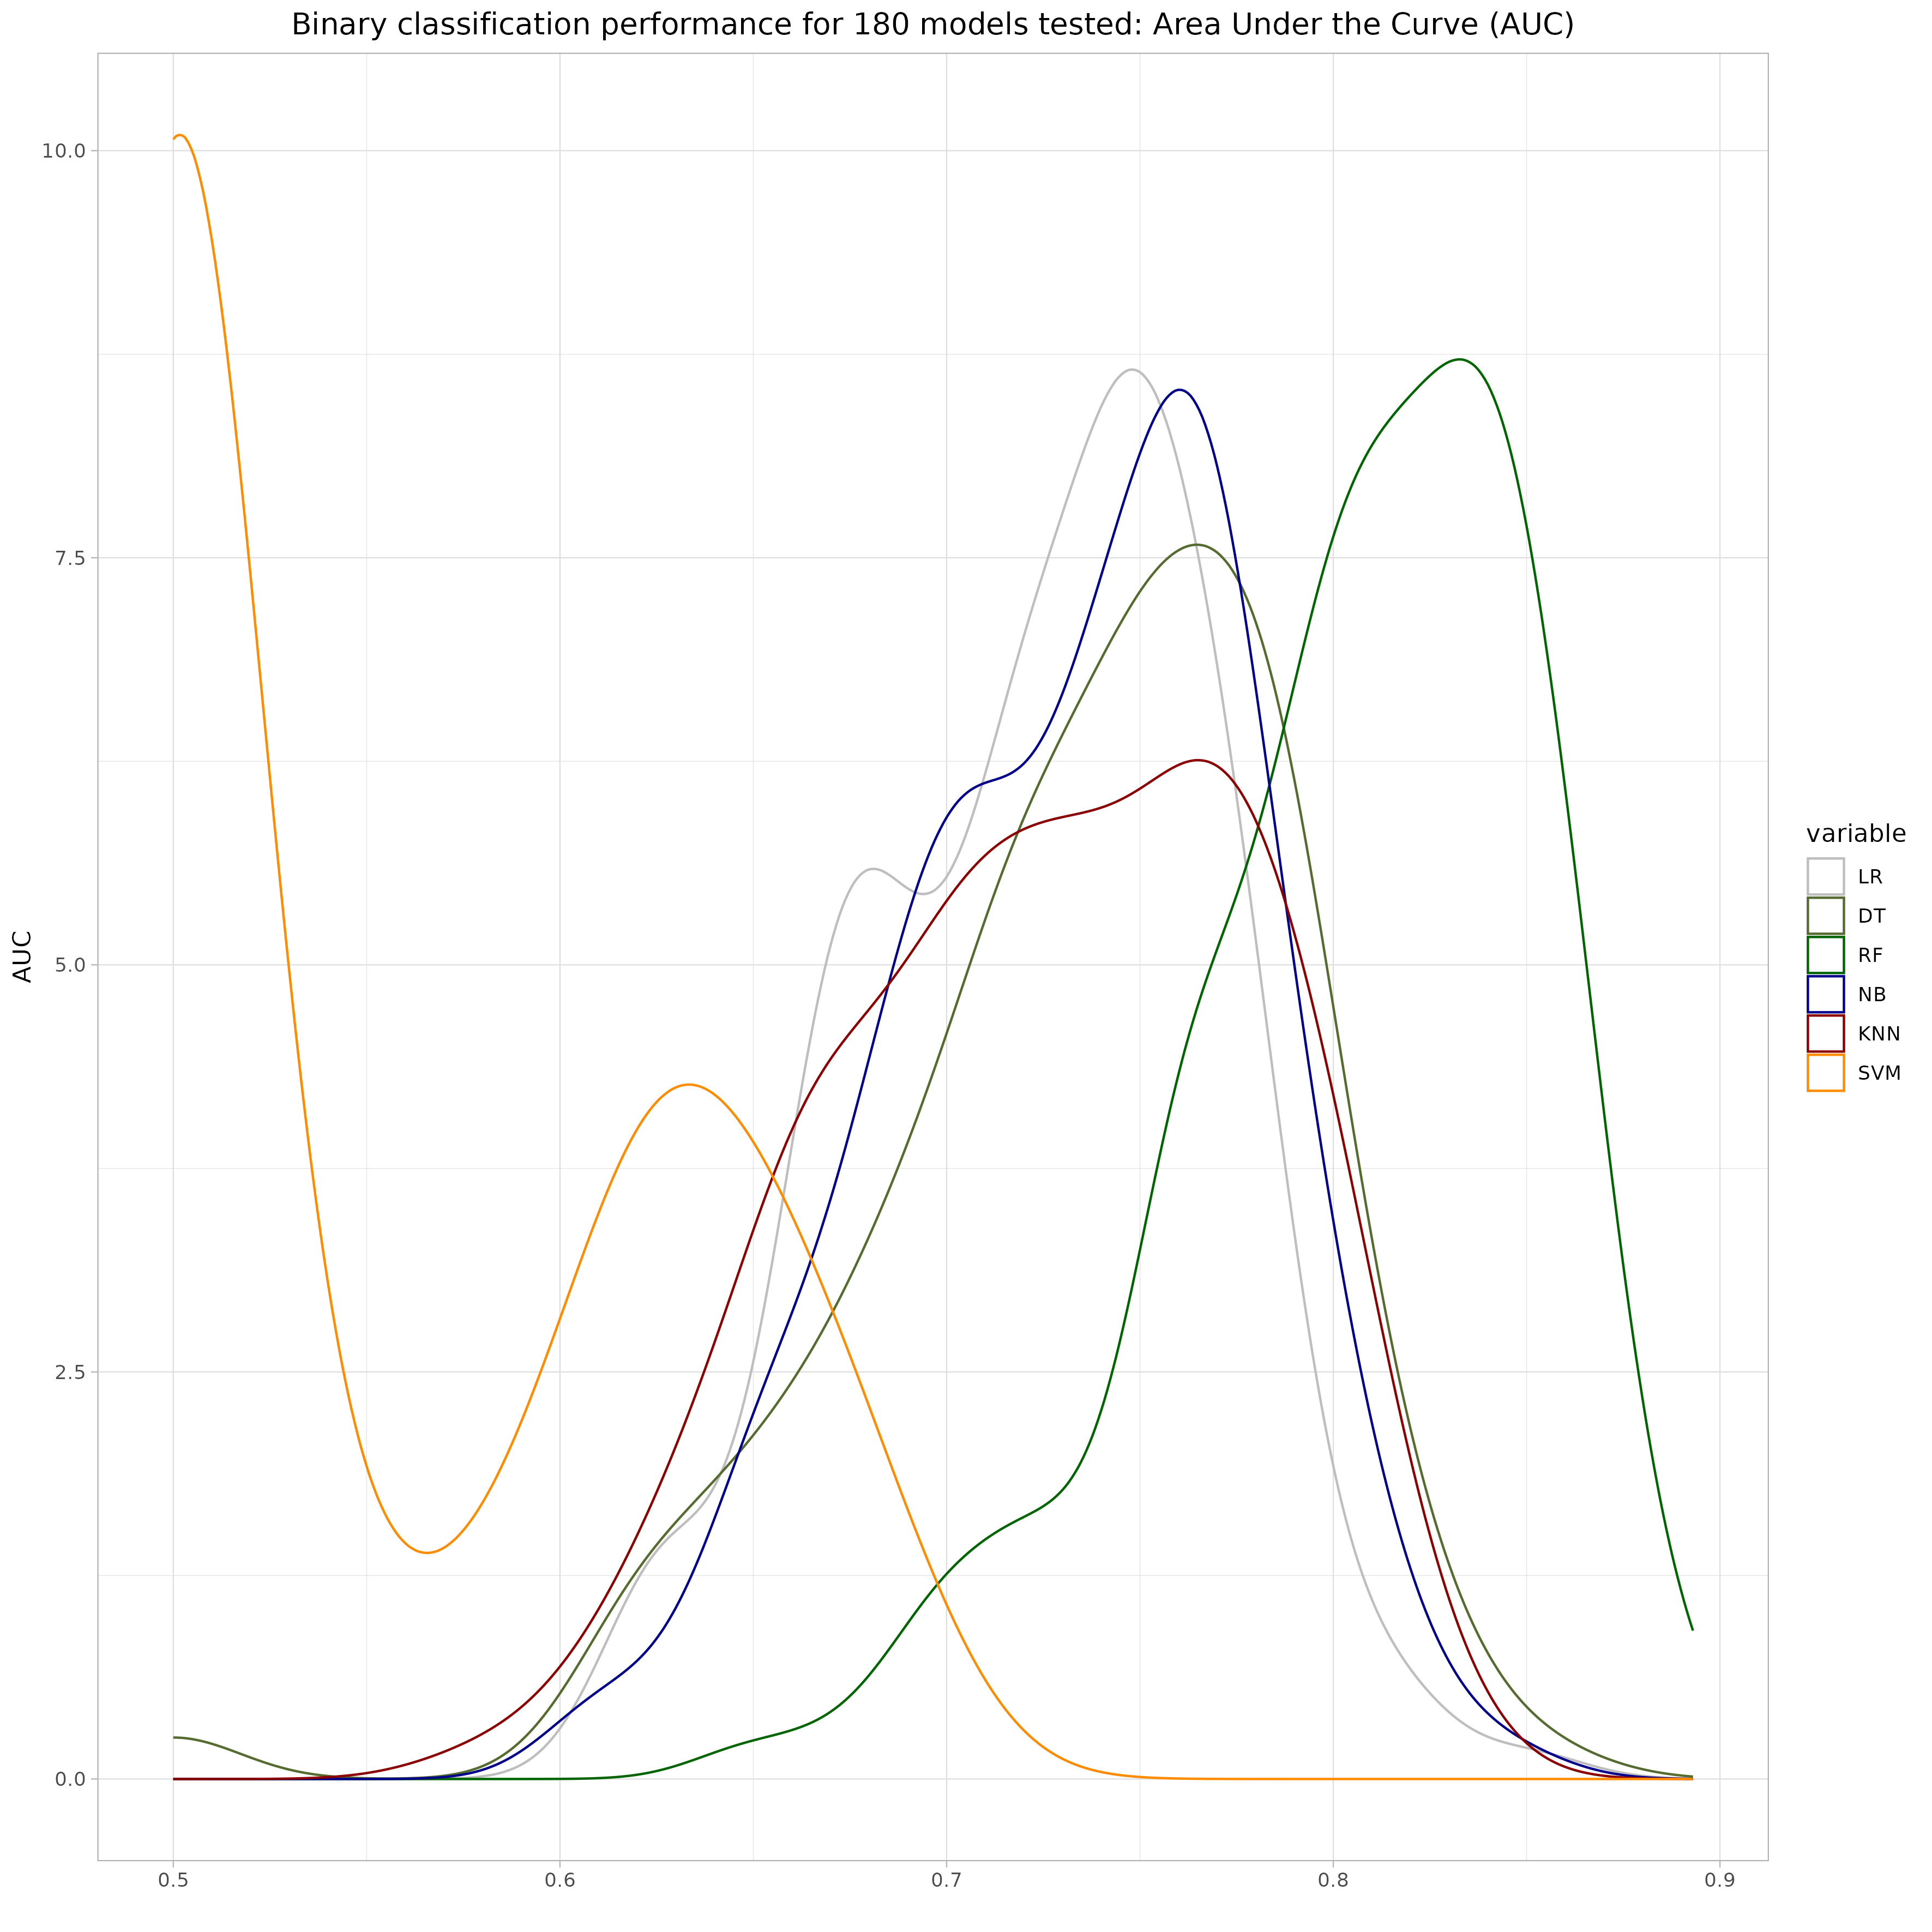 Binary classification performance for 180 models tested: Area Under the Curve (AUC)
10.0
7.5
5.0
2.5
0.0
AUC
0.5 0.6 0.7 0.8 0.9
variable
LR
DT
RF
NB
KNN
SVM